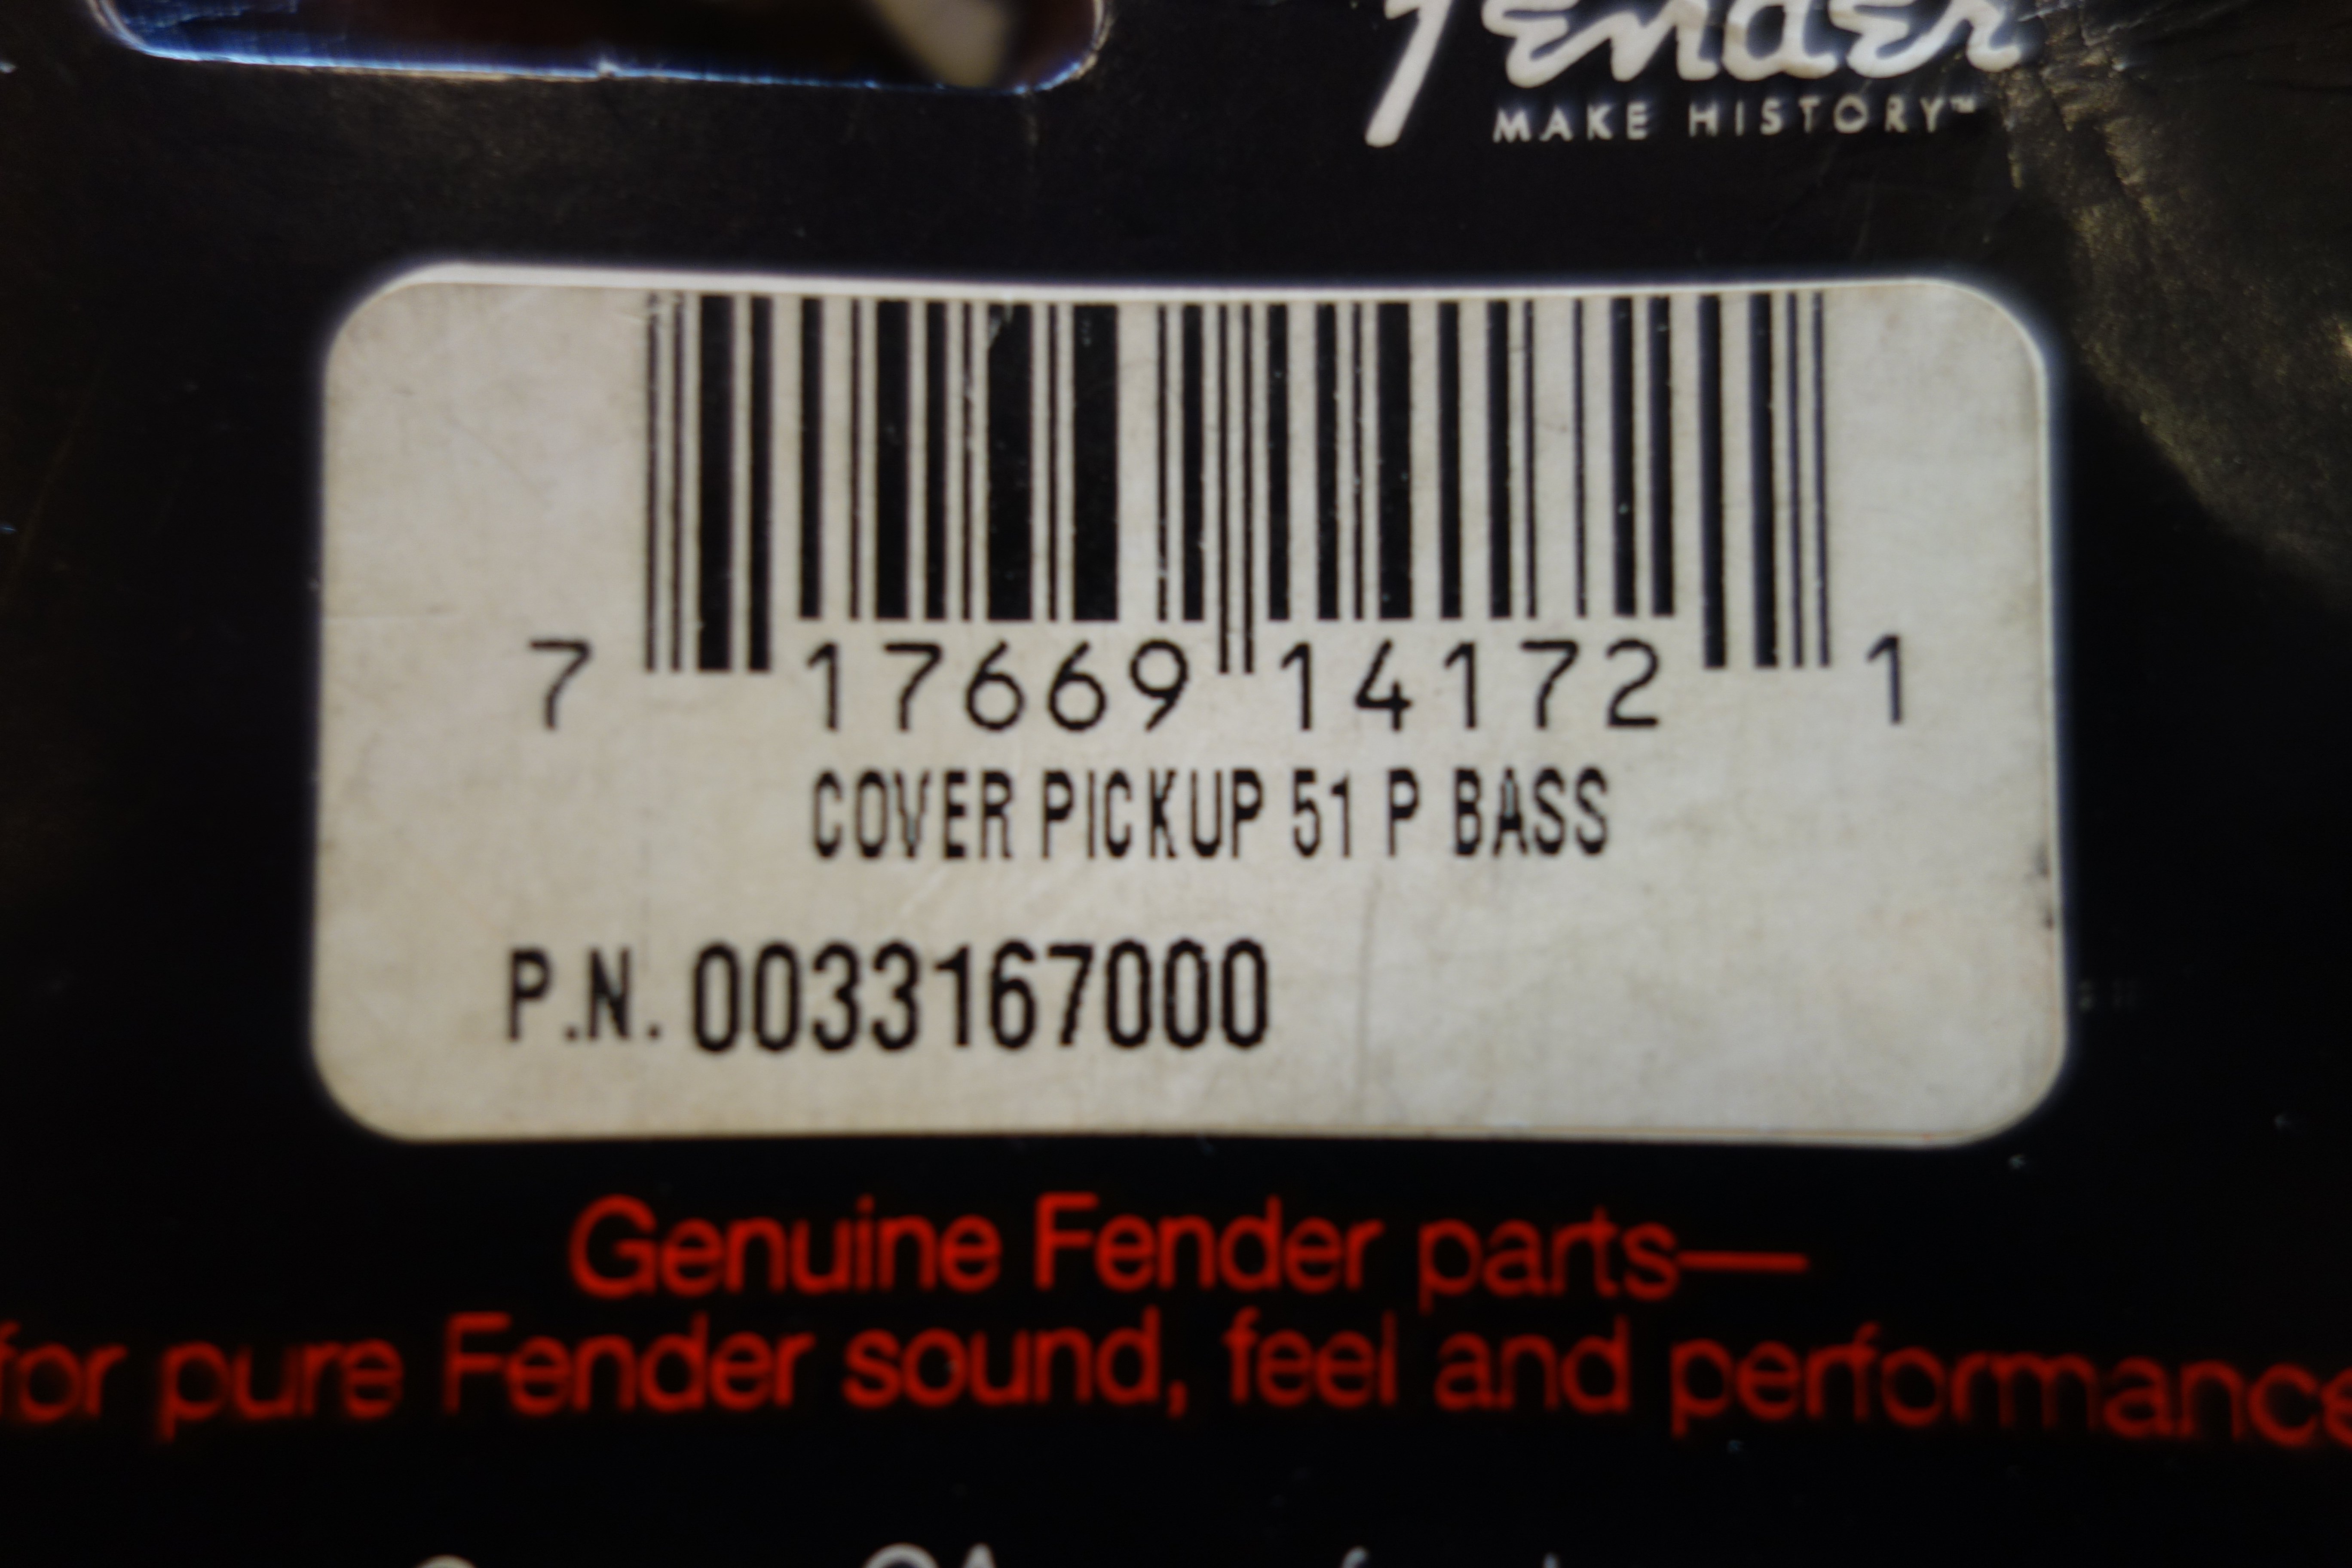 Fender
MAKE HISTORY™
7 17669 14172 1
COVER PICKUP 51 P BASS
P.N. 0033167000
Genuine Fender parts—
for pure Fender sound, feel and performance